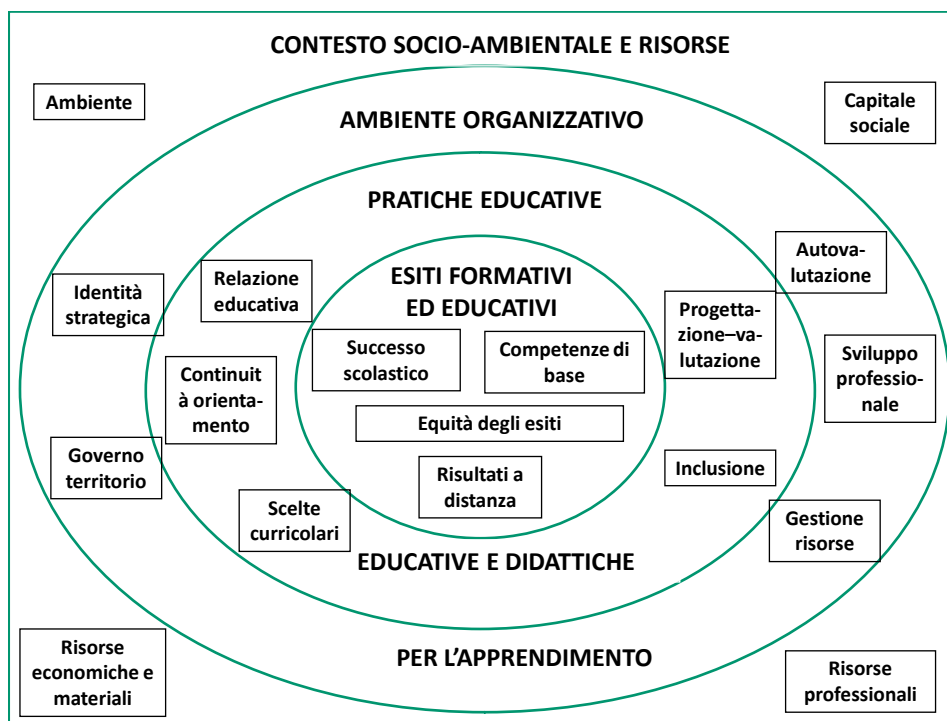 CONTESTO SOCIO-AMBIENTALE E RISORSE
Ambiente
Capitale
sociale
AMBIENTE ORGANIZZATIVO
PRATICHE EDUCATIVE
Autova-
lutazione
Identità
strategica
Relazione
educativa
ESITI FORMATIVI
ED EDUCATIVI
Progetta-
zione–va-
lutazione
Successo
scolastico
Competenze di
base
Sviluppo
professio-
nale
Continuit
à orienta-
mento
Equità degli esiti
Governo
territorio
Risultati a
distanza
Inclusione
Scelte
curricolari
Gestione
risorse
EDUCATIVE E DIDATTICHE
Risorse
economiche e
materiali
PER L'APPRENDIMENTO
Risorse
professionali